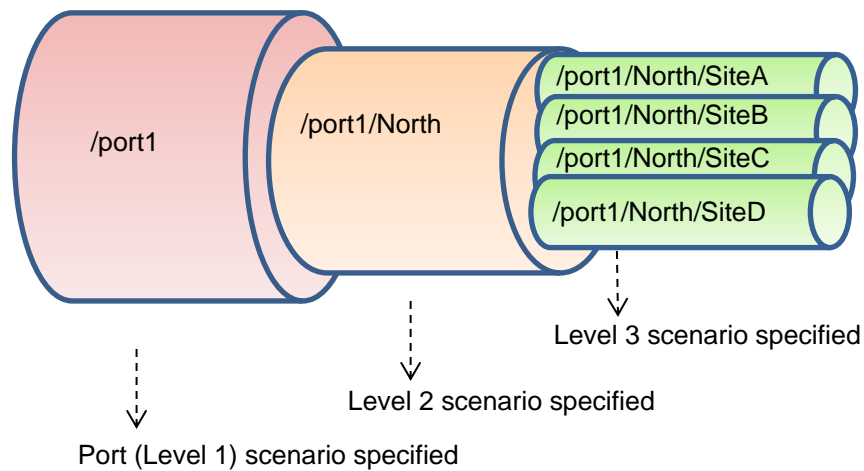 /port1
/port1/North
/port1/North/SiteA
/port1/North/SiteB
/port1/North/SiteC
/port1/North/SiteD
Level 3 scenario specified
Level 2 scenario specified
Port (Level 1) scenario specified